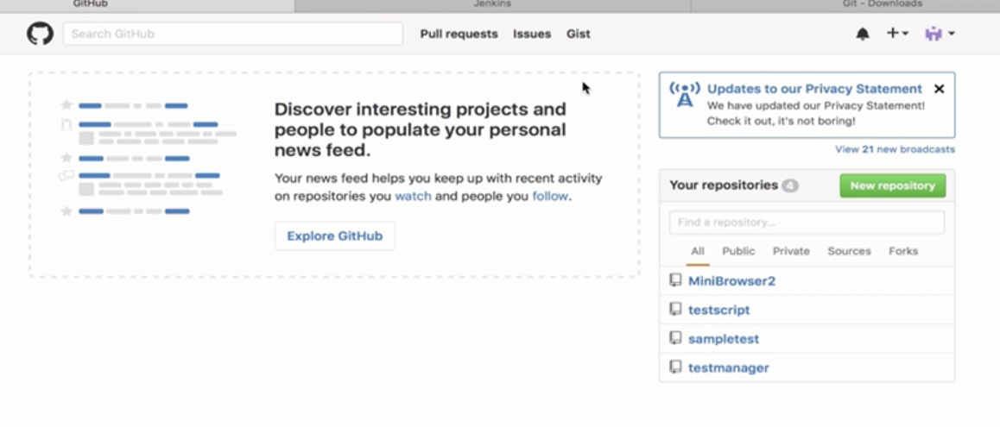 GitHub
Jenkins
Git - Downloads
Search GitHub
Pull requests
Issues
Gist
Discover interesting projects and
people to populate your personal
news feed.
Your news feed helps you keep up with recent activity
on repositories you watch and people you follow.
Explore GitHub
Updates to our Privacy Statement
We have updated our Privacy Statement!
Check it out, it's not boring!
View 21 new broadcasts
Your repositories 4
New repository
Find a repository...
All
Public
Private
Sources
Forks
MiniBrowser2
testscript
sampletest
testmanager